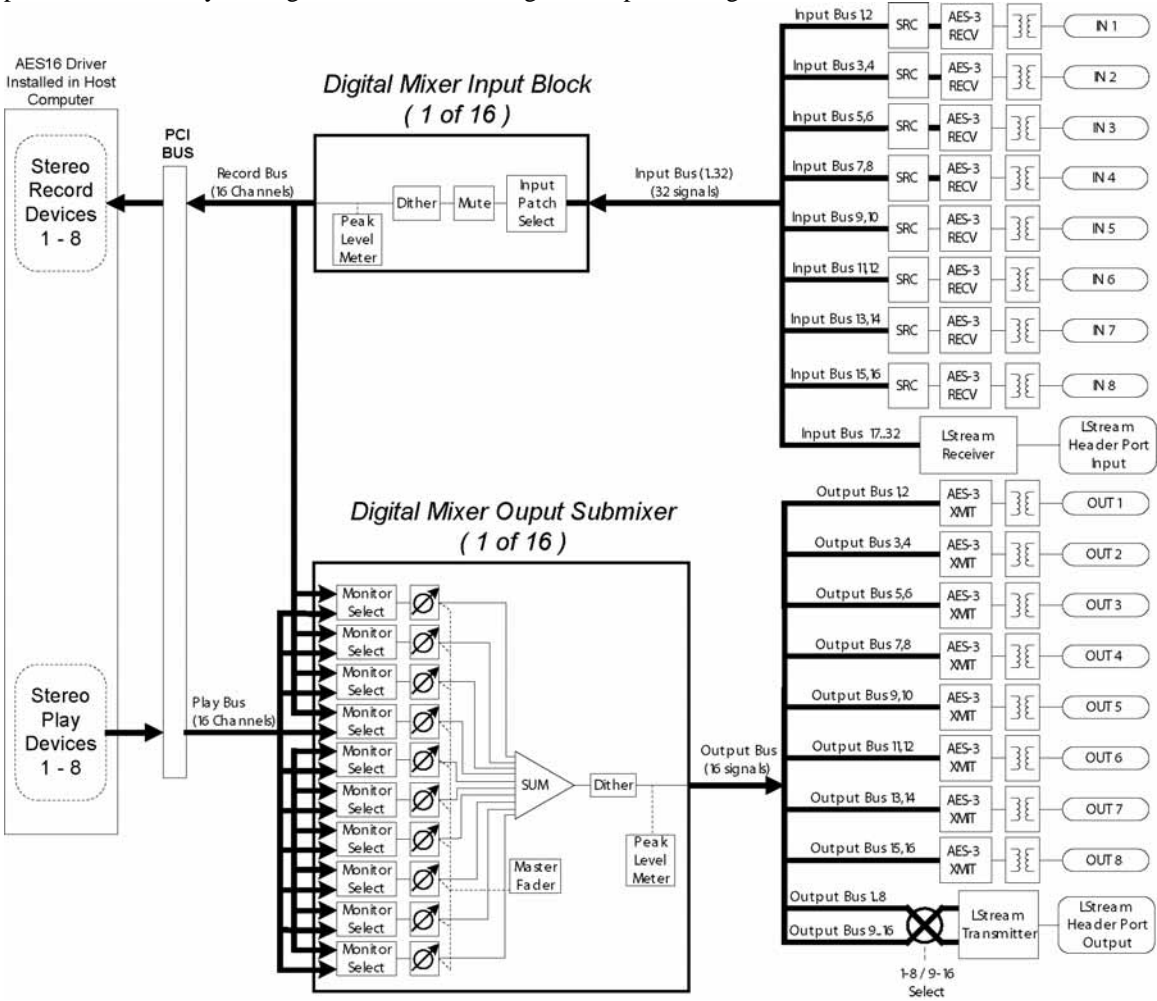 Input Bus 1,2
SRC
AES-3
RECV
IN 1
Input Bus 3,4
SRC
AES-3
RECV
IN 2
Input Bus 5,6
SRC
AES-3
RECV
IN 3
Input Bus 7,8
SRC
AES-3
RECV
IN 4
Input Bus 9,10
SRC
AES-3
RECV
IN 5
Input Bus 11,12
SRC
AES-3
RECV
IN 6
Input Bus 13,14
SRC
AES-3
RECV
IN 7
Input Bus 15,16
SRC
AES-3
RECV
IN 8
Input Bus 17..32
LStream
Receiver
LStream
Header Port
Input
AES16 Driver
Installed in Host
Computer
Stereo
Record
Devices
1 - 8
PCI
BUS
Record Bus
(16 Channels)
Digital Mixer Input Block
( 1 of 16 )
Peak
Level
Meter
Dither
Mute
Input
Patch
Select
Input Bus (1..32)
(32 signals)
Stereo
Play
Devices
1 - 8
Play Bus
(16 Channels)
Digital Mixer Ouput Submixer
( 1 of 16 )
Monitor
Select
Monitor
Select
Monitor
Select
Monitor
Select
Monitor
Select
Monitor
Select
Monitor
Select
Monitor
Select
Monitor
Select
Monitor
Select
SUM
Dither
Master
Fader
Peak
Level
Meter
Output Bus
(16 signals)
Output Bus 1,2
AES-3
XMIT
OUT 1
Output Bus 3,4
AES-3
XMIT
OUT 2
Output Bus 5,6
AES-3
XMIT
OUT 3
Output Bus 7,8
AES-3
XMIT
OUT 4
Output Bus 9,10
AES-3
XMIT
OUT 5
Output Bus 11,12
AES-3
XMIT
OUT 6
Output Bus 13,14
AES-3
XMIT
OUT 7
Output Bus 15,16
AES-3
XMIT
OUT 8
Output Bus 1..8
Output Bus 9..16
LStream
Transmitter
LStream
Header Port
Output
1-8 / 9-16
Select